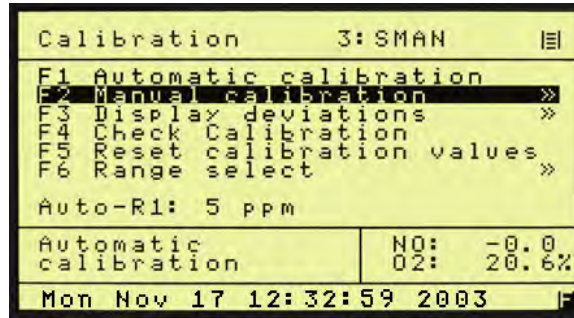 Calibration 3:SMAN
F1 Automatic calibration
F2 Manual calibration »
F3 Display deviations »
F4 Check Calibration
F5 Reset calibration values
F6 Range select »
Auto-R1: 5 ppm
Automatic calibration
NO: -0.0
O2: 20.6%
Mon Nov 17 12:32:59 2003